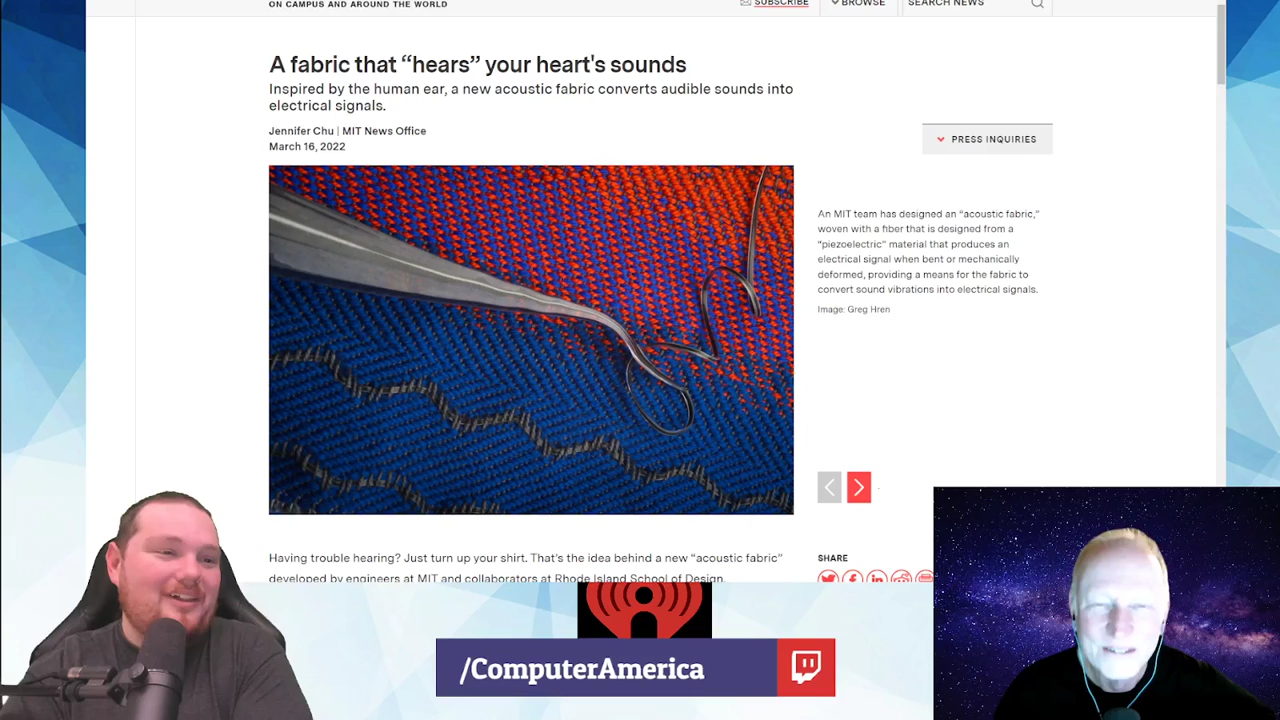 ON CAMPUS AND AROUND THE WORLD
SUBSCRIBE
BROWSE
SEARCH NEWS
A fabric that “hears” your heart's sounds
Inspired by the human ear, a new acoustic fabric converts audible sounds into
electrical signals.
Jennifer Chu | MIT News Office
March 16, 2022
PRESS INQUIRIES
An MIT team has designed an “acoustic fabric,”
woven with a fiber that is designed from a
“piezoelectric” material that produces an
electrical signal when bent or mechanically
deformed, providing a means for the fabric to
convert sound vibrations into electrical signals.
Image: Greg Hren
Having trouble hearing? Just turn up your shirt. That’s the idea behind a new “acoustic fabric”
developed by engineers at MIT and collaborators at Rhode Island School of Design.
SHARE
/ComputerAmerica